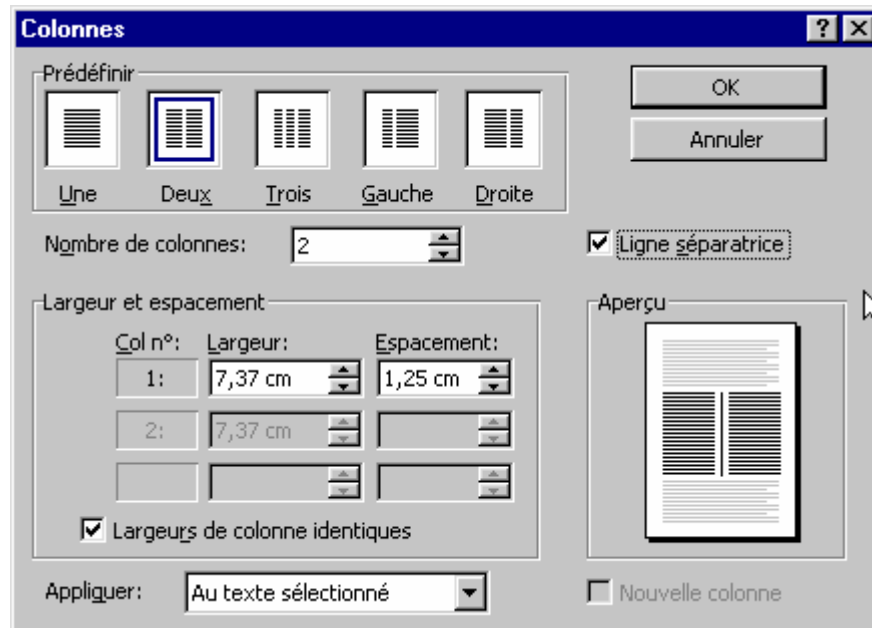 Colonnes
Prédéfinir
OK
Annuler
Une Deux Trois Gauche Droite
Nombre de colonnes: 2
Ligne séparatrice
Largeur et espacement
Col n°: Largeur: Espacement:
1: 7,37 cm 1,25 cm
2: 7,37 cm
Largeurs de colonne identiques
Aperçu
Appliquer: Au texte sélectionné
Nouvelle colonne